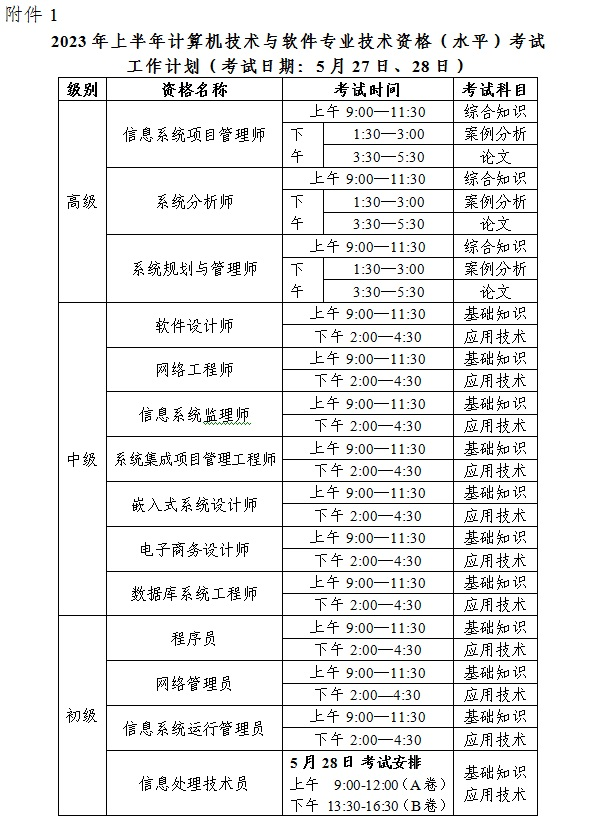 附件 1
2023 年上半年计算机技术与软件专业技术资格（水平）考试
工作计划（考试日期：5 月 27 日、28 日）
级别 资格名称 考试时间 考试科目
高级
信息系统项目管理师
上午 9:00—11:30 综合知识
下午
1:30—3:00 案例分析
3:30—5:30 论文
系统分析师
上午 9:00—11:30 综合知识
下午
1:30—3:00 案例分析
3:30—5:30 论文
系统规划与管理师
上午 9:00—11:30 综合知识
下午
1:30—3:00 案例分析
3:30—5:30 论文
中级
软件设计师
上午 9:00—11:30 基础知识
下午 2:00—4:30 应用技术
网络工程师
上午 9:00—11:30 基础知识
下午 2:00—4:30 应用技术
信息系统监理师
上午 9:00—11:30 基础知识
下午 2:00—4:30 应用技术
系统集成项目管理工程师
上午 9:00—11:30 基础知识
下午 2:00—4:30 应用技术
嵌入式系统设计师
上午 9:00—11:30 基础知识
下午 2:00—4:30 应用技术
电子商务设计师
上午 9:00—11:30 基础知识
下午 2:00—4:30 应用技术
数据库系统工程师
上午 9:00—11:30 基础知识
下午 2:00—4:30 应用技术
初级
程序员
上午 9:00—11:30 基础知识
下午 2:00—4:30 应用技术
网络管理员
上午 9:00—11:30 基础知识
下午 2:00—4:30 应用技术
信息系统运行管理员
上午 9:00—11:30 基础知识
下午 2:00—4:30 应用技术
信息处理技术员
5 月 28 日 考试安排
上午 9:00-12:00（A 卷）
下午 13:30-16:30（B 卷）
基础知识
应用技术